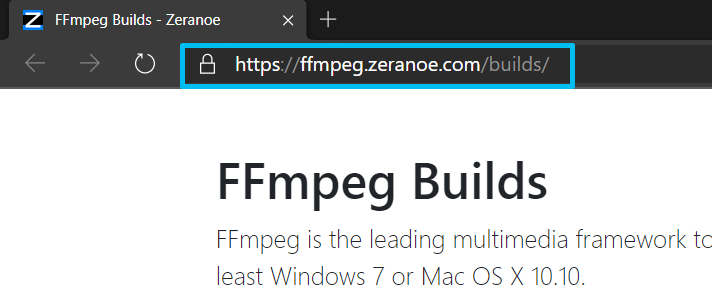 FFmpeg Builds - Zeranoe
https://ffmpeg.zeranoe.com/builds/
FFmpeg Builds
FFmpeg is the leading multimedia framework to
least Windows 7 or Mac OS X 10.10.